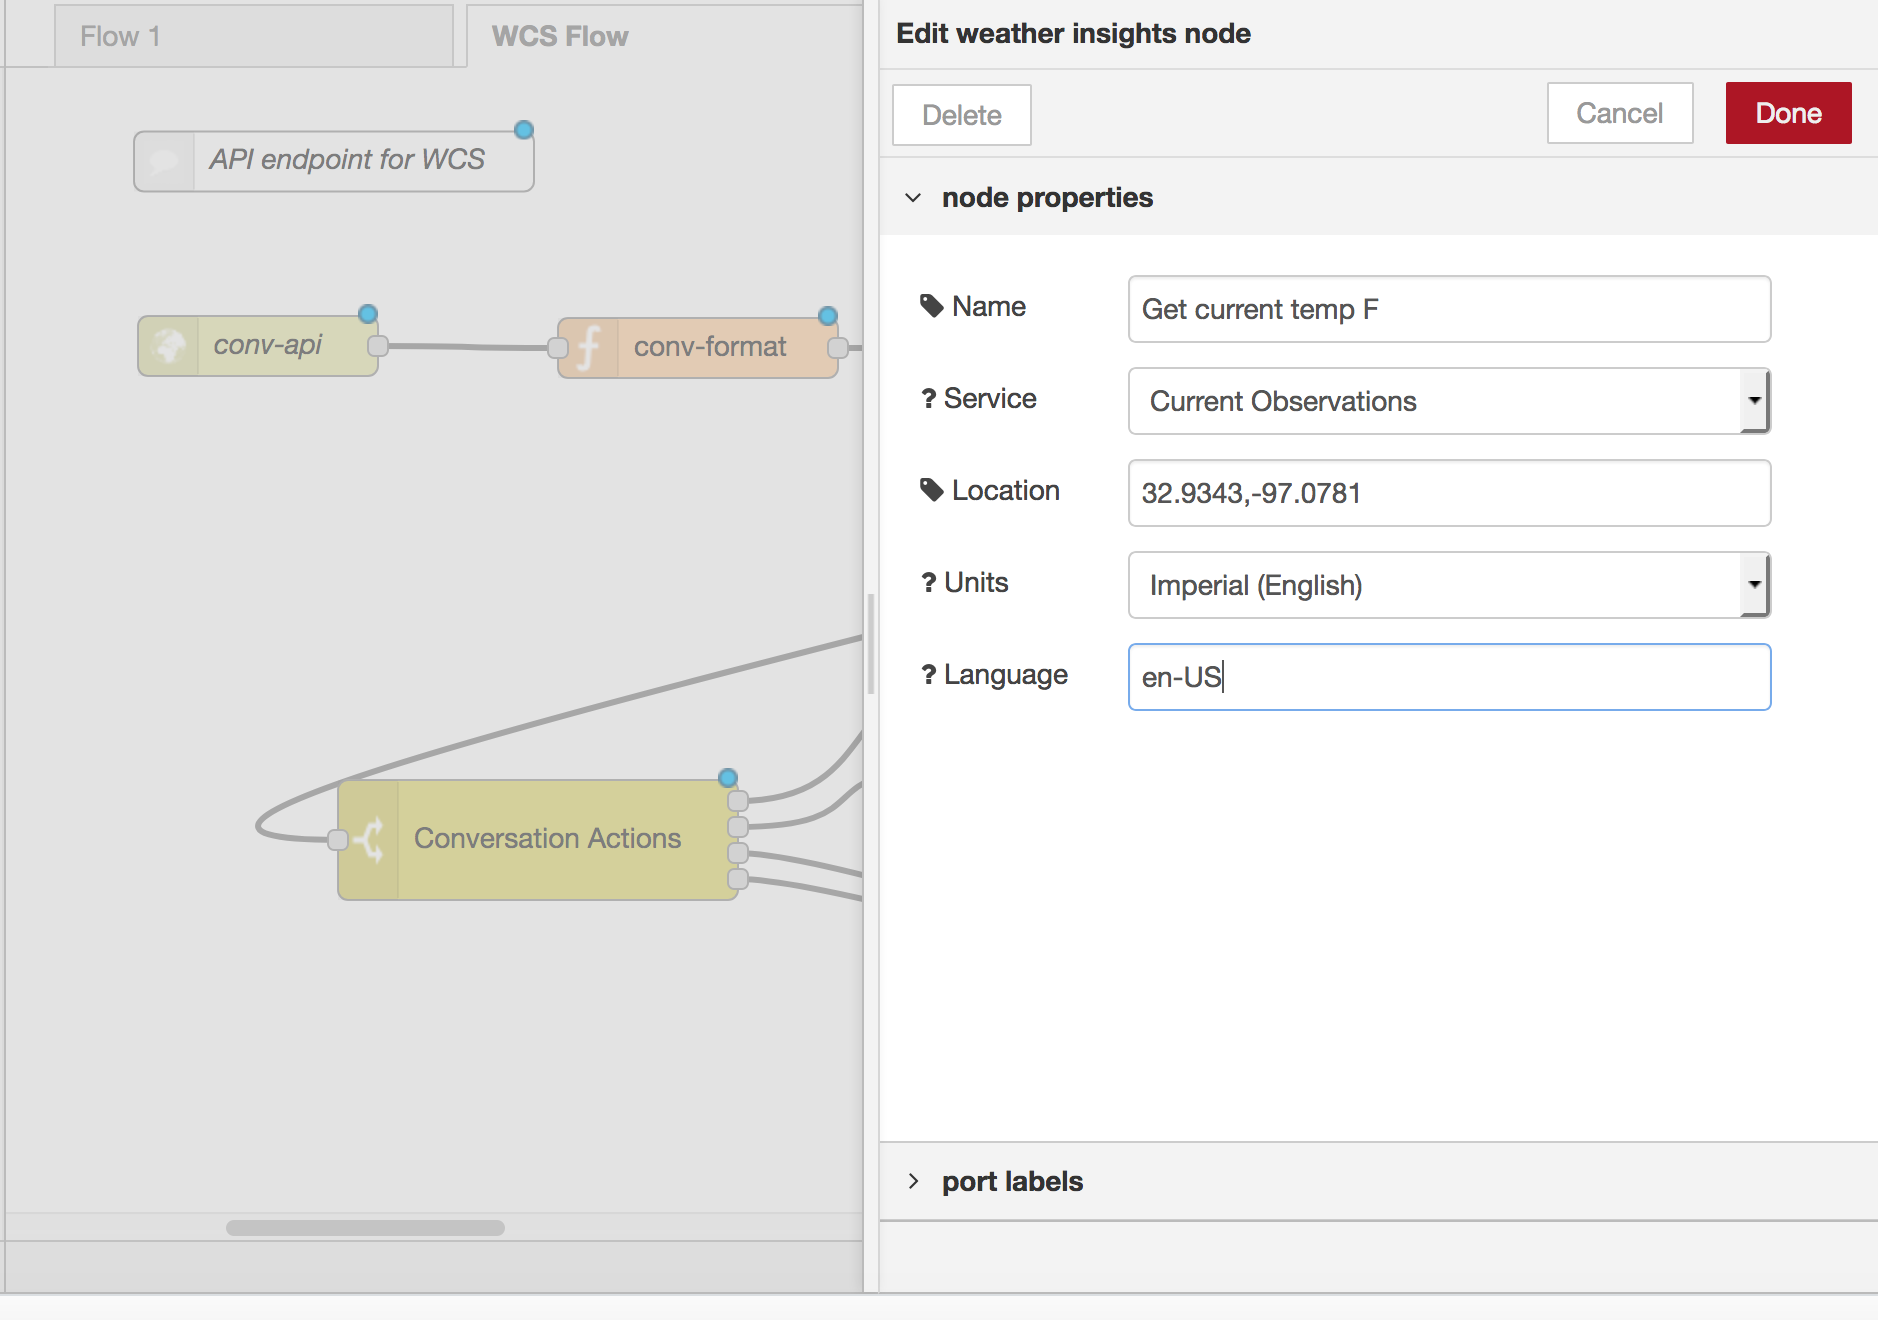 Flow 1
WCS Flow
API endpoint for WCS
conv-api
conv-format
Conversation Actions
Edit weather insights node
Delete
Cancel
Done
node properties
Name
Get current temp F
? Service
Current Observations
Location
32.9343,-97.0781
? Units
Imperial (English)
? Language
en-US
port labels